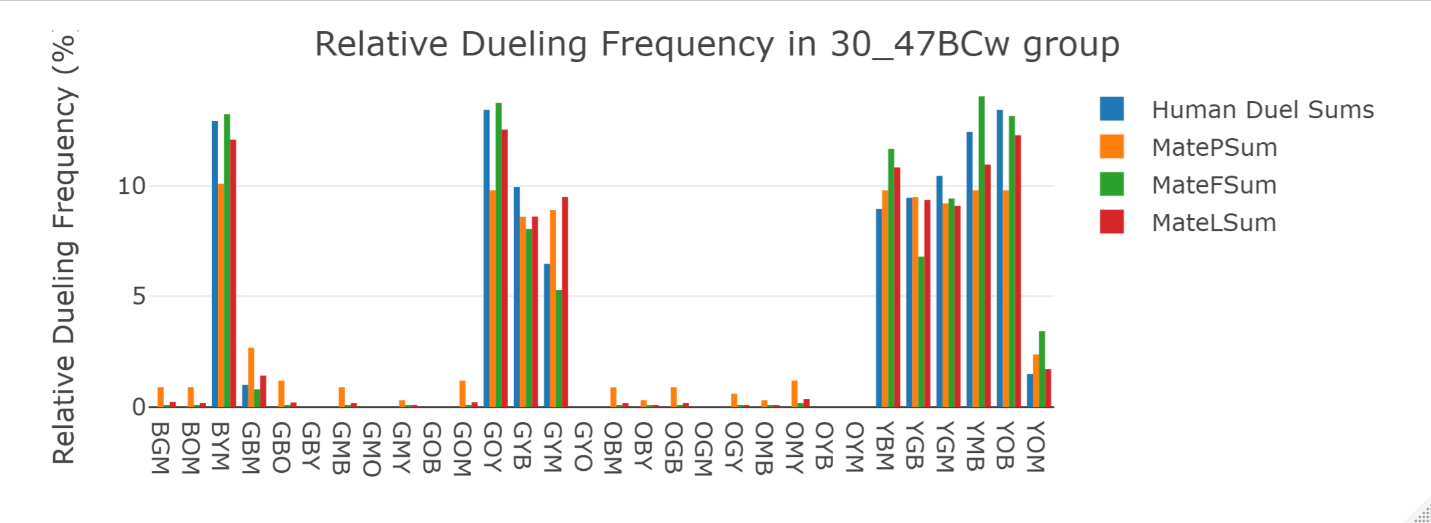 Relative Dueling Frequency in 30_47BCw group
Relative Dueling Frequency (%
Human Duel Sums
MatePSum
MateFSum
MateLSum
10
5
0
BGM
BOM
BYM
GBM
GBO
GBY
GMB
GMO
GMY
GOB
GOM
GOY
GYB
GYM
GYO
OBM
OBY
OGB
OGM
OGY
OMB
OMY
OYB
OYM
YBM
YGB
YGM
YMB
YOB
YOM